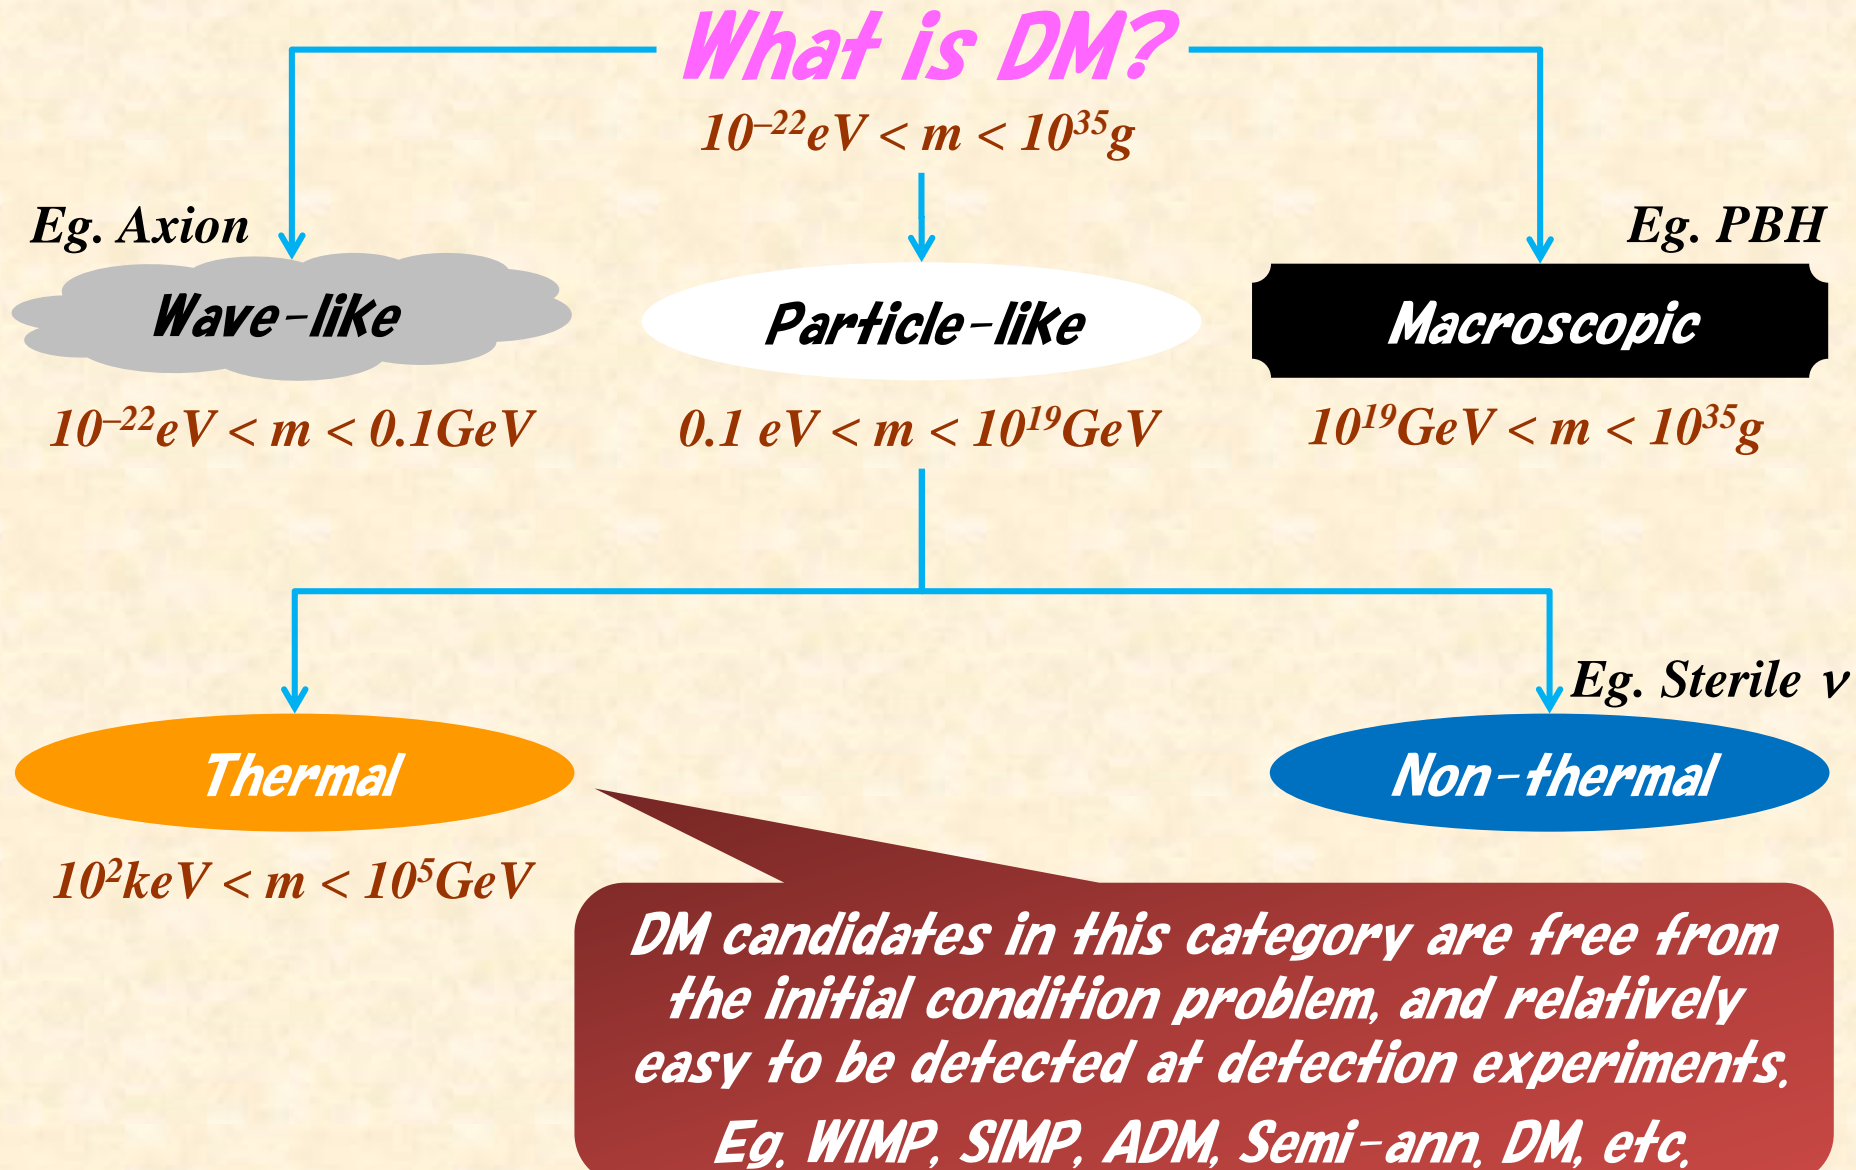 What is DM?
10⁻²²eV < m < 10³⁵g
Eg. Axion
Eg. PBH
Wave-like
Particle-like
Macroscopic
10⁻²²eV < m < 0.1GeV
0.1 eV < m < 10¹⁹GeV
10¹⁹GeV < m < 10³⁵g
Eg. Sterile ν
Thermal
Non-thermal
10²keV < m < 10⁵GeV
DM candidates in this category are free from
the initial condition problem, and relatively
easy to be detected at detection experiments.
Eg. WIMP, SIMP, ADM, Semi-ann. DM, etc.